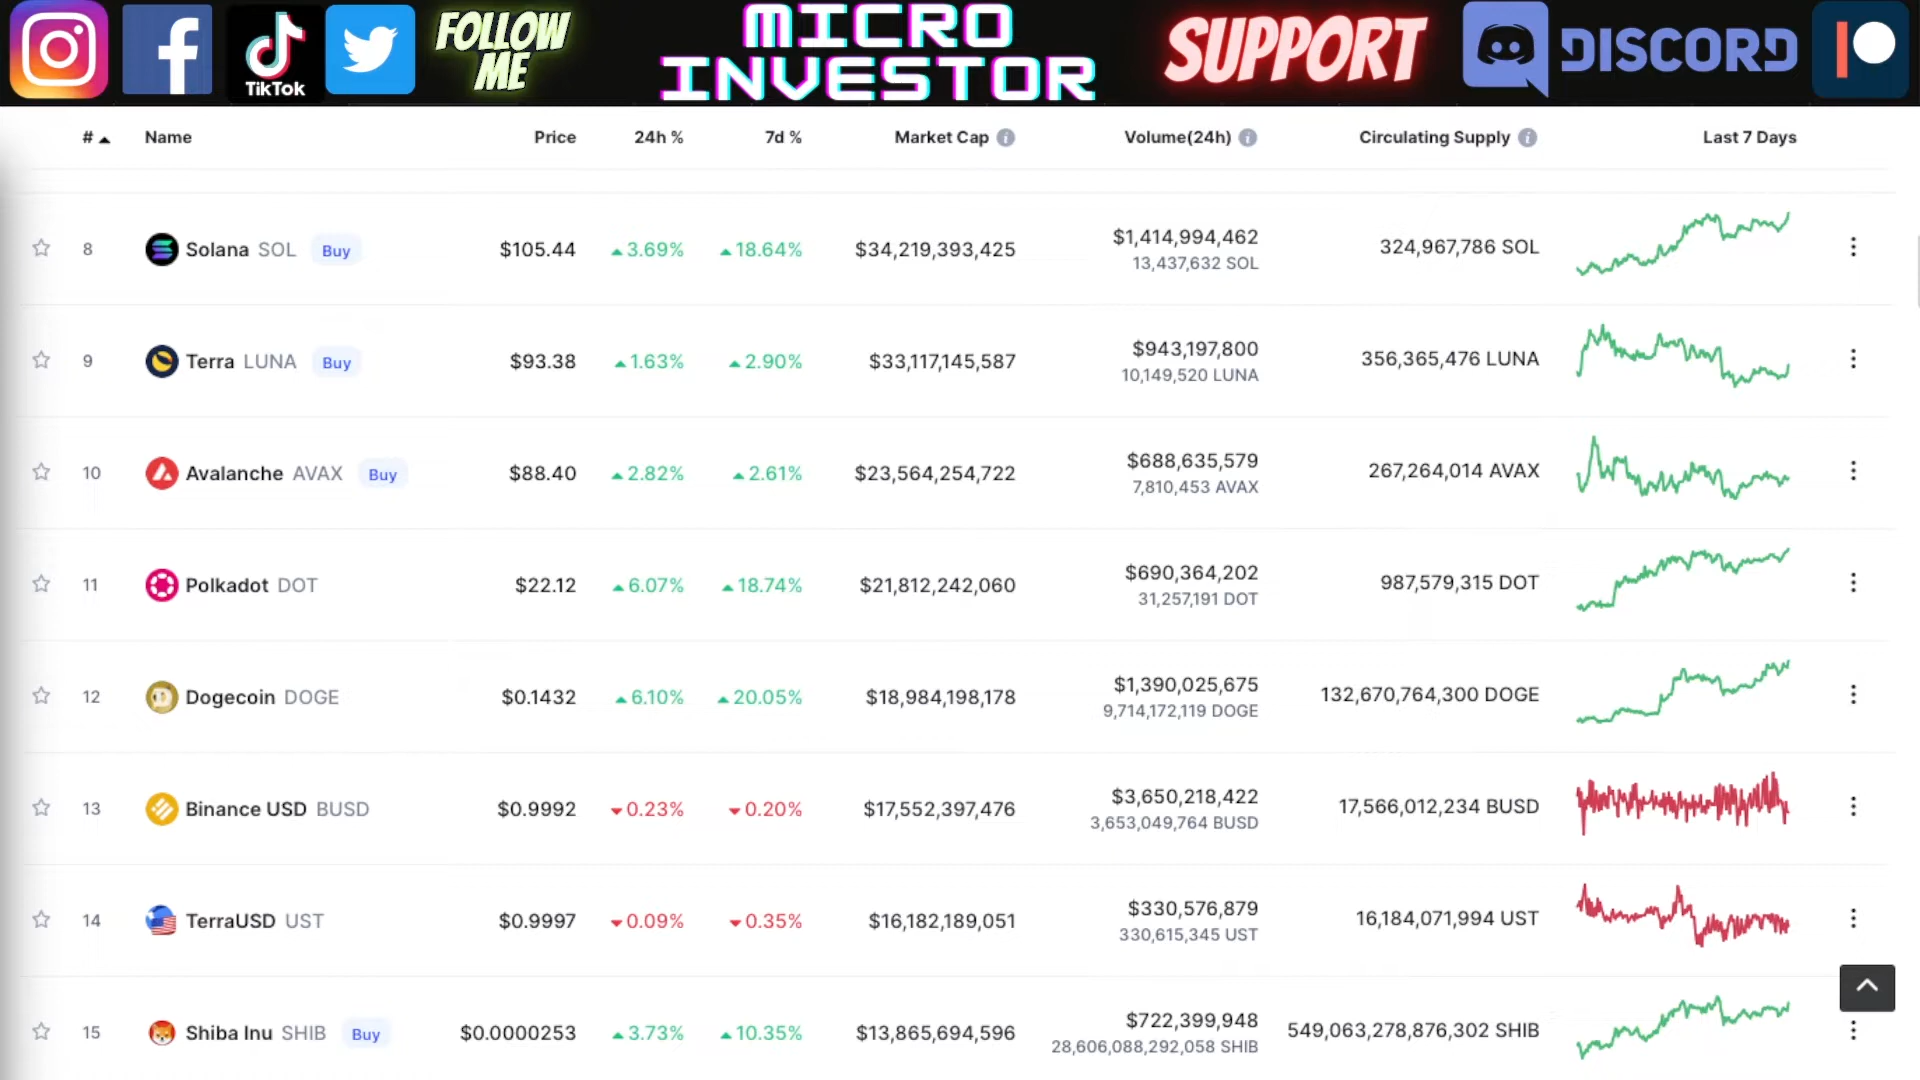 TikTok
FOLLOW
ME
MICRO
INVESTOR
SUPPORT
DISCORD
# Name Price 24h % 7d % Market Cap Volume(24h) Circulating Supply Last 7 Days
8 Solana SOL Buy $105.44 3.69% 18.64% $34,219,393,425 $1,414,994,462 324,967,786 SOL
13,437,632 SOL
9 Terra LUNA Buy $93.38 1.63% 2.90% $33,117,145,587 $943,197,800 356,365,476 LUNA
10,149,520 LUNA
10 Avalanche AVAX Buy $88.40 2.82% 2.61% $23,564,254,722 $688,635,579 267,264,014 AVAX
7,810,453 AVAX
11 Polkadot DOT $22.12 6.07% 18.74% $21,812,242,060 $690,364,202 987,579,315 DOT
31,257,191 DOT
12 Dogecoin DOGE $0.1432 6.10% 20.05% $18,984,198,178 $1,390,025,675 132,670,764,300 DOGE
9,714,172,119 DOGE
13 Binance USD BUSD $0.9992 0.23% 0.20% $17,552,397,476 $3,650,218,422 17,566,012,234 BUSD
3,653,049,764 BUSD
14 TerraUSD UST $0.9997 0.09% 0.35% $16,182,189,051 $330,576,879 16,184,071,994 UST
330,615,345 UST
15 Shiba Inu SHIB Buy $0.0000253 3.73% 10.35% $13,865,694,596 $722,399,948 549,063,278,876,302 SHIB
28,606,088,292,058 SHIB